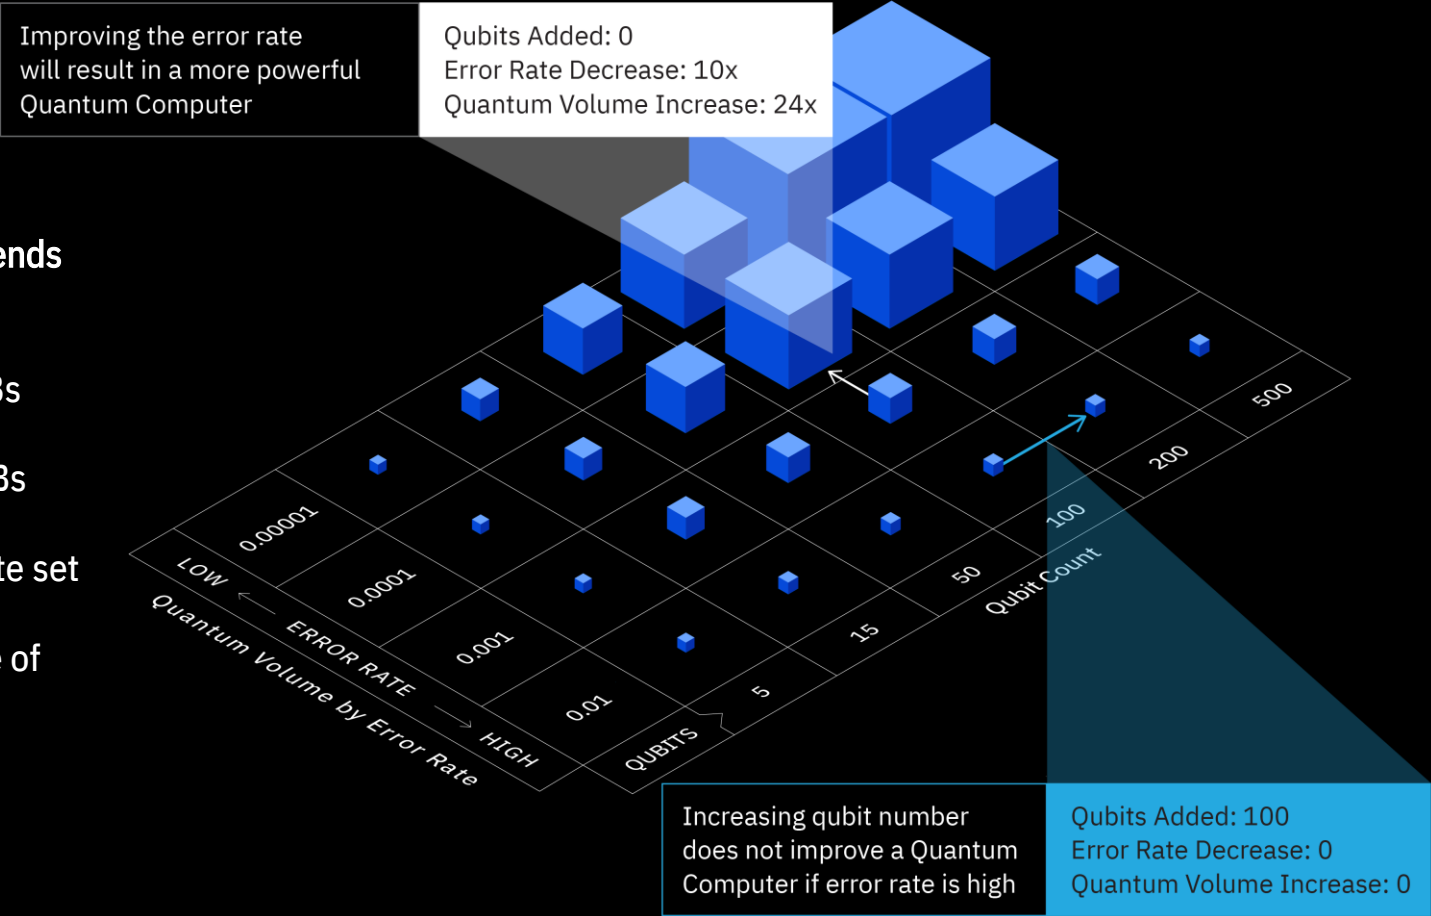 Improving the error rate
will result in a more powerful
Quantum Computer
Qubits Added: 0
Error Rate Decrease: 10x
Quantum Volume Increase: 24x
ends
3s
3s
te set
of
0.00001
0.0001
0.001
0.01
LOW ← ERROR RATE → HIGH
Quantum Volume by Error Rate
QUBITS
5
15
50
100
200
500
Qubit Count
Increasing qubit number
does not improve a Quantum
Computer if error rate is high
Qubits Added: 100
Error Rate Decrease: 0
Quantum Volume Increase: 0